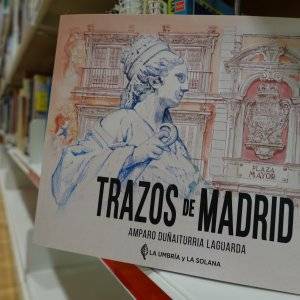 PLAZA
MAYOR
TRAZOS DE MADRID
AMPARO DUÑAITURRIA LAGUARDA
LA UMBRÍA Y LA SOLANA